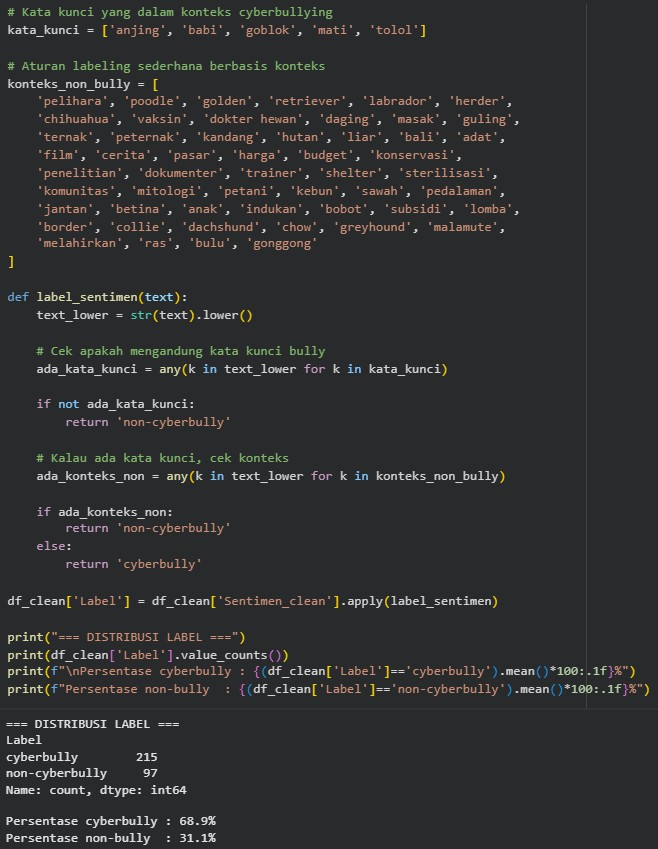 # Kata kunci yang dalam konteks cyberbullying
kata_kunci = ['anjing', 'babi', 'goblok', 'mati', 'tolol']

# Aturan labeling sederhana berbasis konteks
konteks_non_bully = [
    'pelihara', 'poodle', 'golden', 'retriever', 'labrador', 'herder',
    'chihuahua', 'vaksin', 'dokter hewan', 'daging', 'masak', 'guling',
    'ternak', 'peternak', 'kandang', 'hutan', 'liar', 'bali', 'adat',
    'film', 'cerita', 'pasar', 'harga', 'budget', 'konservasi',
    'penelitian', 'dokumenter', 'trainer', 'shelter', 'sterilisasi',
    'komunitas', 'mitologi', 'petani', 'kebun', 'sawah', 'pedalaman',
    'jantan', 'betina', 'anak', 'indukan', 'bobot', 'subsidi', 'lomba',
    'border', 'collie', 'dachshund', 'chow', 'greyhound', 'malamute',
    'melahirkan', 'ras', 'bulu', 'gonggong'
]

def label_sentimen(text):
    text_lower = str(text).lower()

    # Cek apakah mengandung kata kunci bully
    ada_kata_kunci = any(k in text_lower for k in kata_kunci)

    if not ada_kata_kunci:
        return 'non-cyberbully'

    # Kalau ada kata kunci, cek konteks
    ada_konteks_non = any(k in text_lower for k in konteks_non_bully)

    if ada_konteks_non:
        return 'non-cyberbully'
    else:
        return 'cyberbully'

df_clean['Label'] = df_clean['Sentimen_clean'].apply(label_sentimen)

print("=== DISTRIBUSI LABEL ===")
print(df_clean['Label'].value_counts())
print(f"\nPersentase cyberbully : {(df_clean['Label']=='cyberbully').mean()*100:.1f}%")
print(f"Persentase non-bully  : {(df_clean['Label']=='non-cyberbully').mean()*100:.1f}%")
=== DISTRIBUSI LABEL ===
Label
cyberbully        215
non-cyberbully     97
Name: count, dtype: int64

Persentase cyberbully : 68.9%
Persentase non-bully  : 31.1%